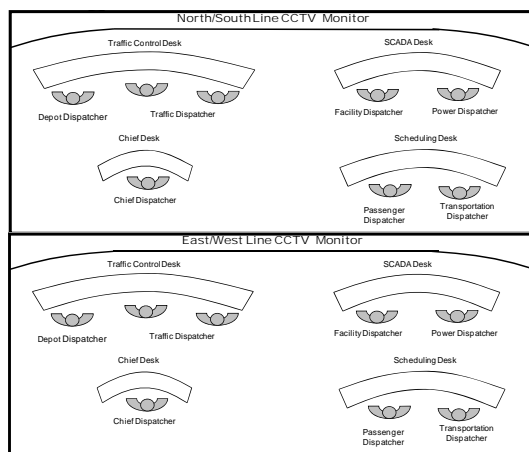 North/South Line CCTV Monitor
Traffic Control Desk
SCADA Desk
Depot Dispatcher
Traffic Dispatcher
Facility Dispatcher
Power Dispatcher
Chief Desk
Scheduling Desk
Chief Dispatcher
Passenger
Dispatcher
Transportation
Dispatcher
East/West Line CCTV Monitor
Traffic Control Desk
SCADA Desk
Depot Dispatcher
Traffic Dispatcher
Facility Dispatcher
Power Dispatcher
Chief Desk
Scheduling Desk
Chief Dispatcher
Passenger
Dispatcher
Transportation
Dispatcher